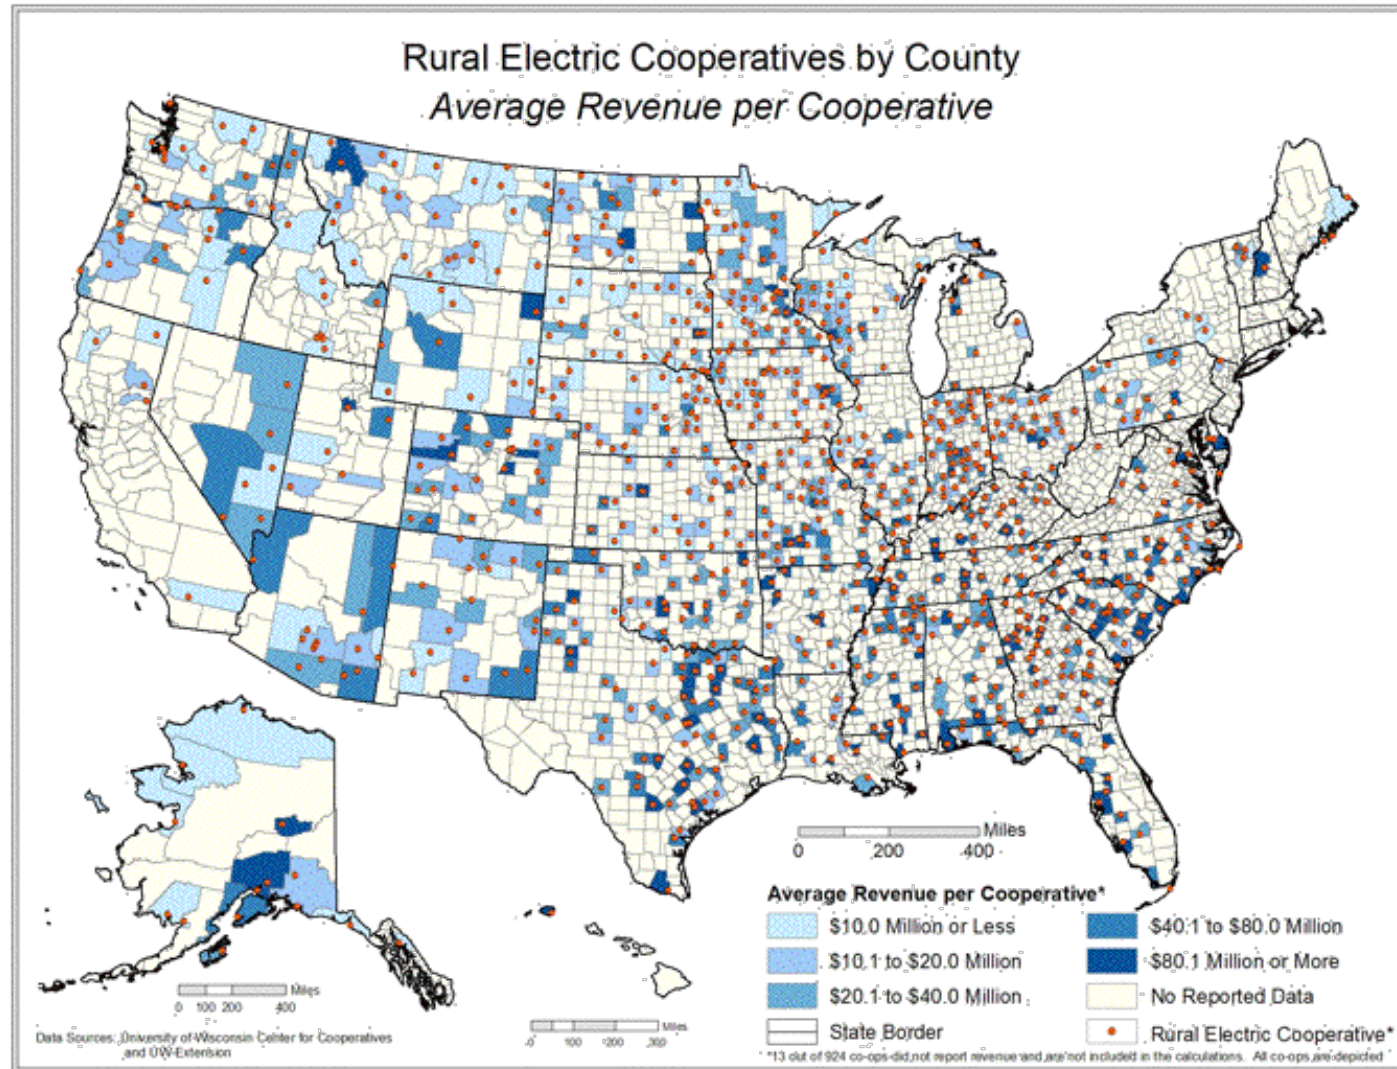 Rural Electric Cooperatives by County
Average Revenue per Cooperative
Miles
0 200 400
Average Revenue per Cooperative*
$10.0 Million or Less
$10.1 to $20.0 Million
$20.1 to $40.0 Million
State Border
$40.1 to $80.0 Million
$80.1 Million or More
No Reported Data
Rural Electric Cooperative*
Miles
0 100 200 400
Miles
0 100 200
Data Sources: University of Wisconsin Center for Cooperatives
and UW-Extension
*13 out of 924 co-ops did not report revenue and are not included in the calculations. All co-ops are depicted